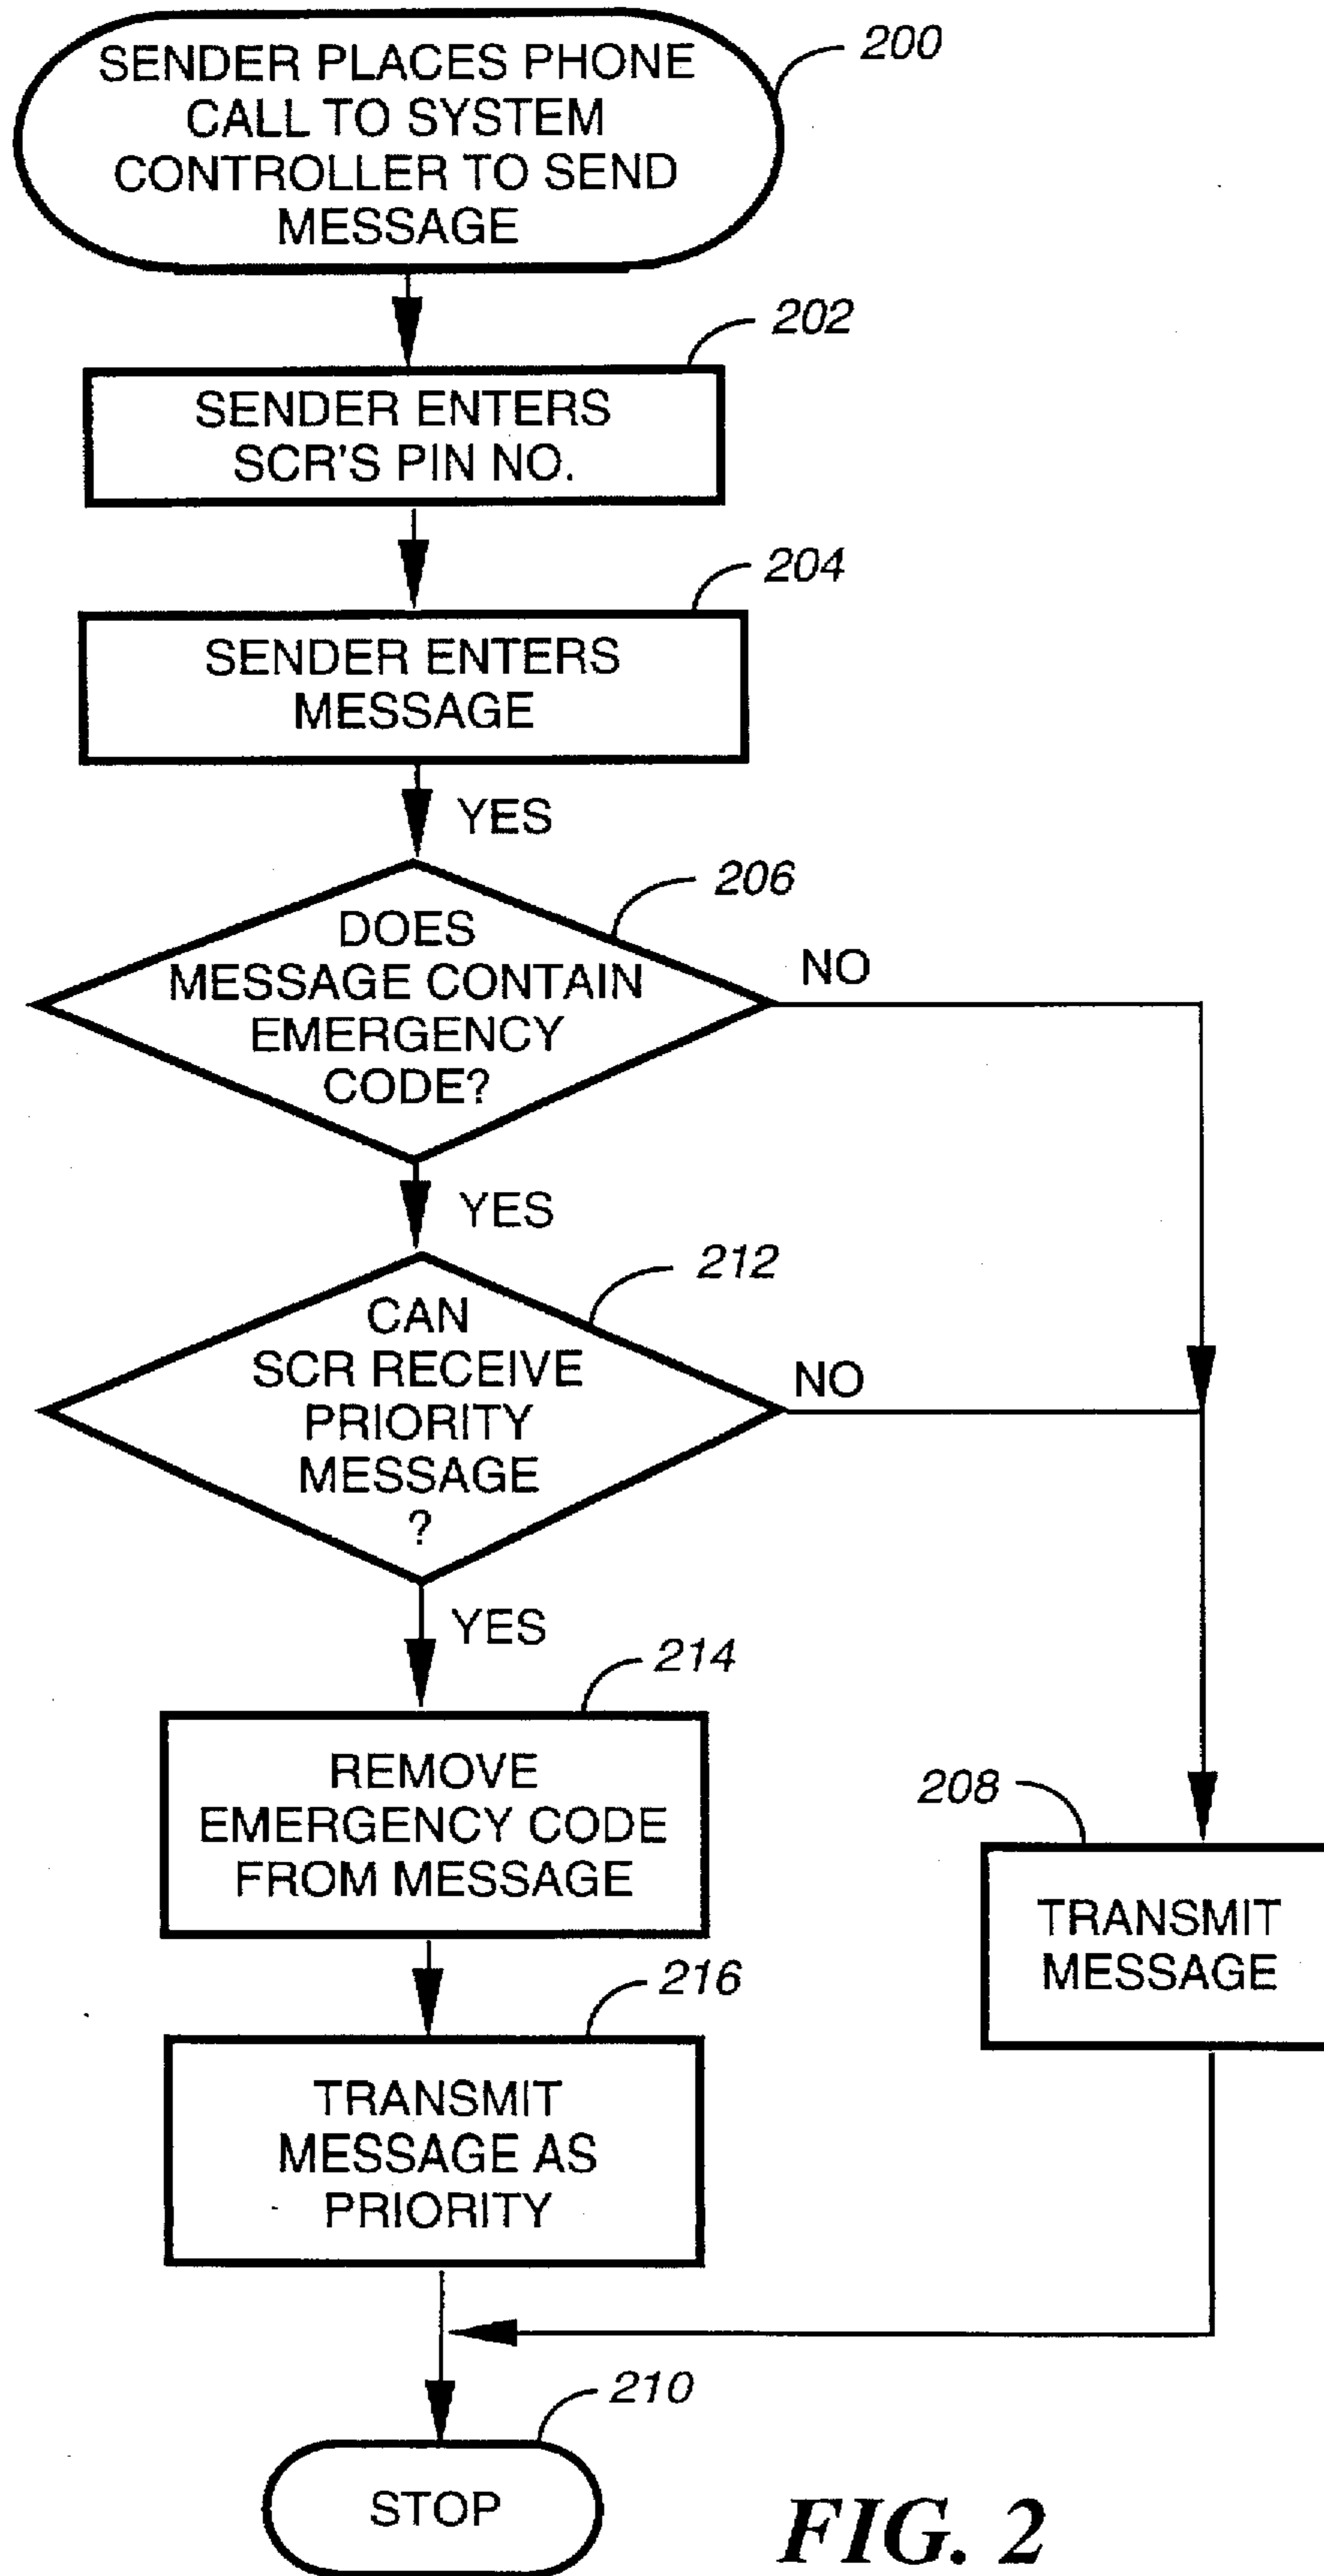 SENDER PLACES PHONE
CALL TO SYSTEM
CONTROLLER TO SEND
MESSAGE
200
202
SENDER ENTERS
SCR'S PIN NO.
204
SENDER ENTERS
MESSAGE
YES
206
DOES
MESSAGE CONTAIN
EMERGENCY
CODE?
NO
YES
212
CAN
SCR RECEIVE
PRIORITY
MESSAGE
?
NO
YES
214
REMOVE
EMERGENCY CODE
FROM MESSAGE
208
TRANSMIT
MESSAGE
216
TRANSMIT
MESSAGE AS
PRIORITY
210
STOP
FIG. 2